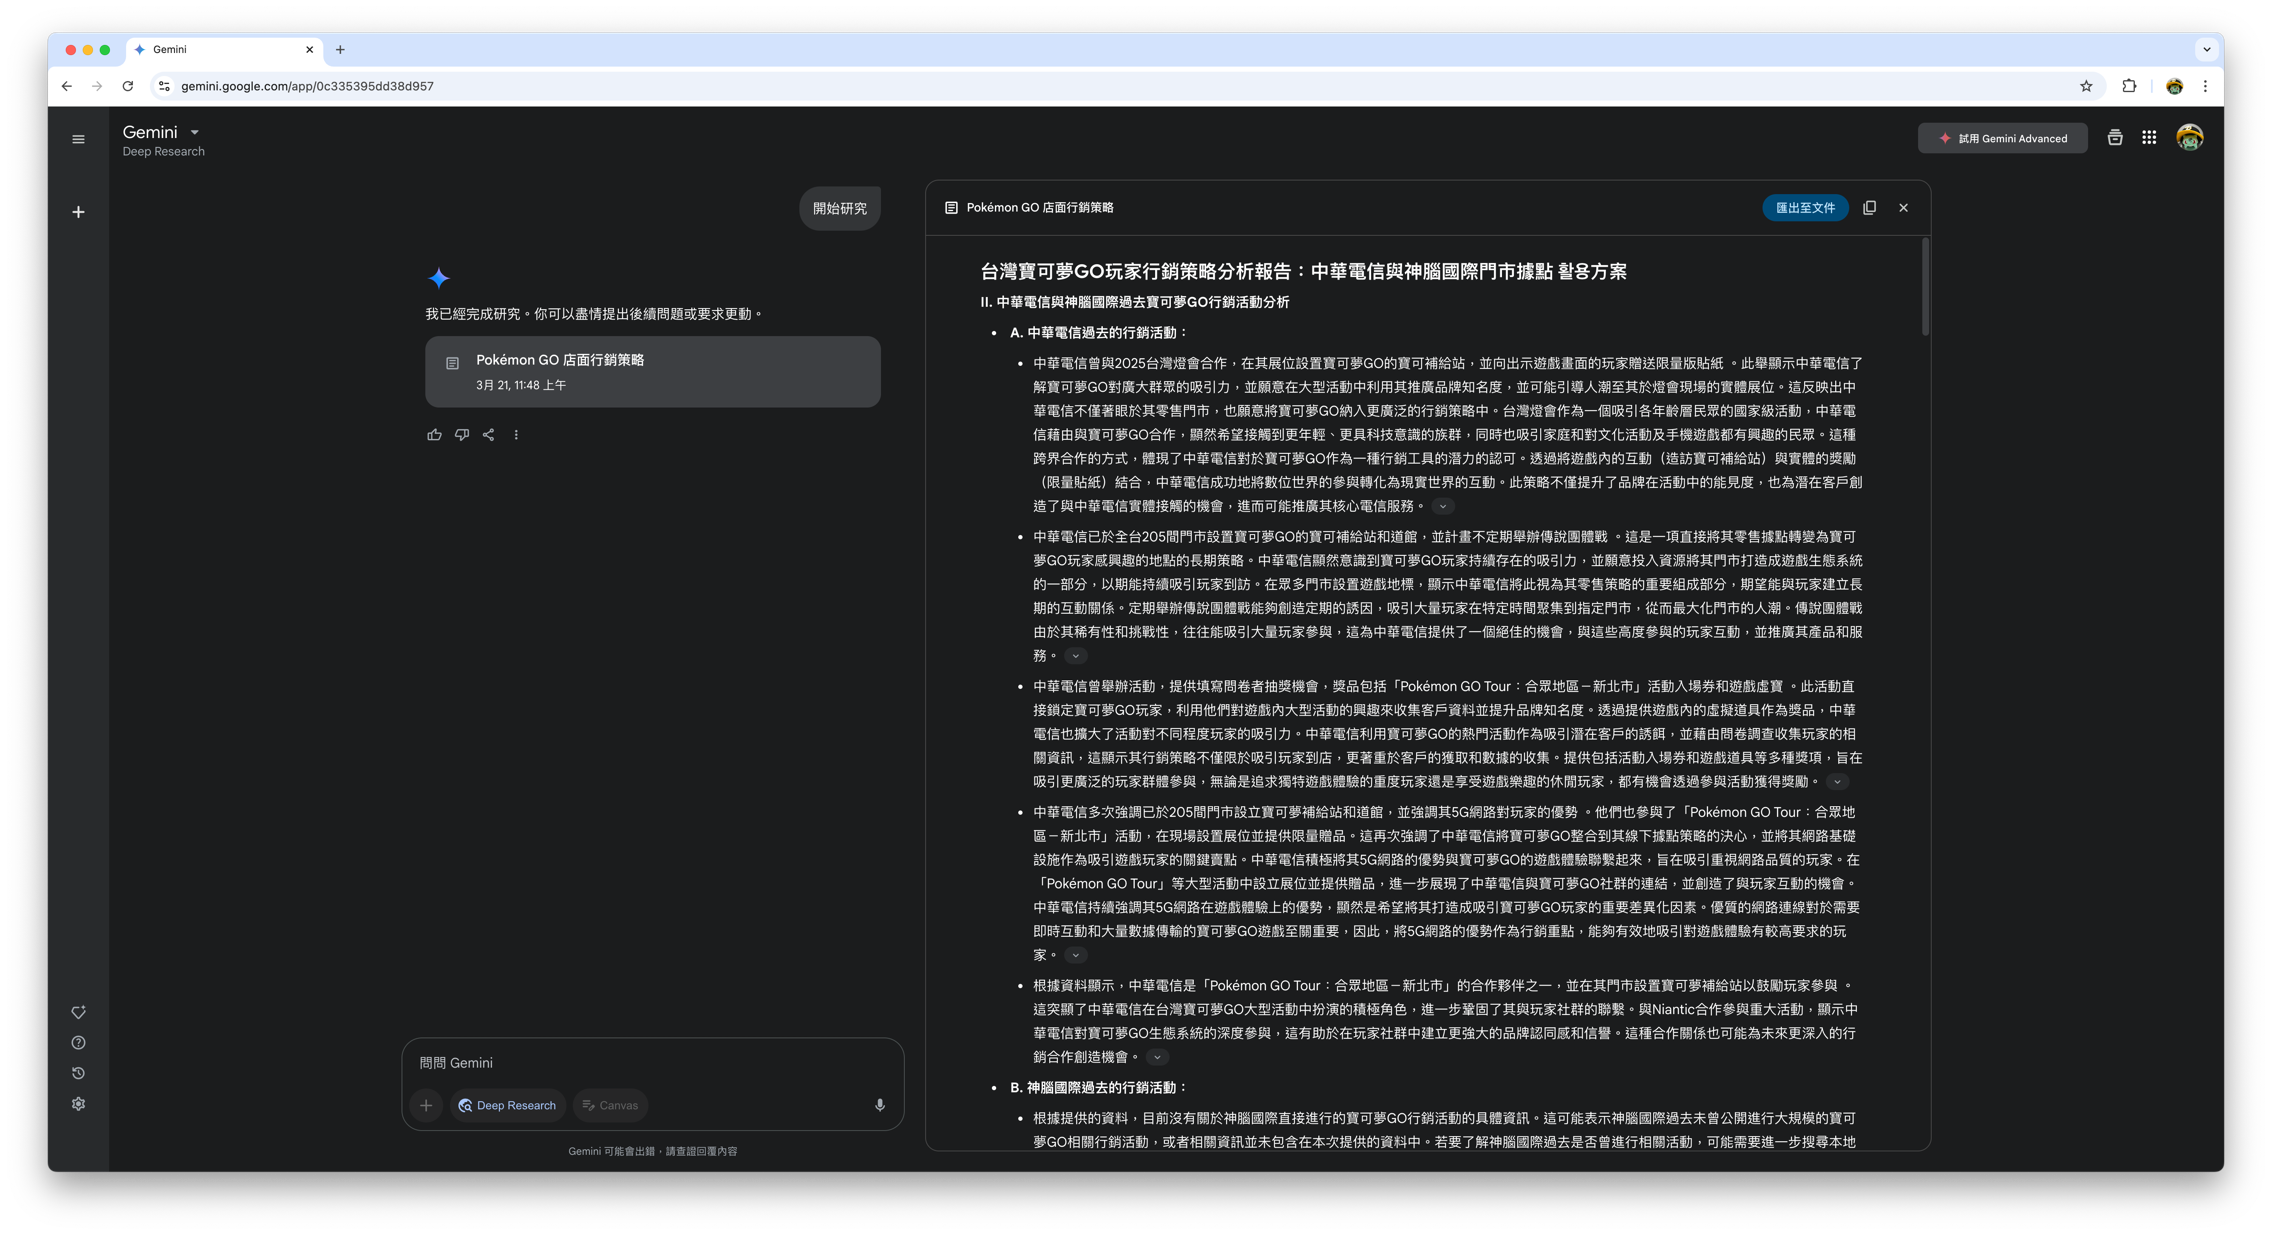 Gemini
gemini.google.com/app/0c335395dd38d957
Gemini
Deep Research
試用 Gemini Advanced
開始研究
我已經完成研究。你可以盡情提出後續問題或要求更動。
Pokémon GO 店面行銷策略
3月 21, 11:48 上午
問問 Gemini
Deep Research
Canvas
Gemini 可能會出錯，請查證回覆內容
Pokémon GO 店面行銷策略
匯出至文件
台灣寶可夢GO玩家行銷策略分析報告：中華電信與神腦國際門市據點 활용方案
II. 中華電信與神腦國際過去寶可夢GO行銷活動分析
• A. 中華電信過去的行銷活動：
• 中華電信曾與2025台灣燈會合作，在其展位設置寶可夢GO的寶可補給站，並向出示遊戲畫面的玩家贈送限量版貼紙 。此舉顯示中華電信了
解寶可夢GO對廣大群眾的吸引力，並願意在大型活動中利用其推廣品牌知名度，並可能引導人潮至其於燈會現場的實體展位。這反映出中
華電信不僅著眼於其零售門市，也願意將寶可夢GO納入更廣泛的行銷策略中。台灣燈會作為一個吸引各年齡層民眾的國家級活動，中華電
信藉由與寶可夢GO合作，顯然希望接觸到更年輕、更具科技意識的族群，同時也吸引家庭和對文化活動及手機遊戲都有興趣的民眾。這種
跨界合作的方式，體現了中華電信對於寶可夢GO作為一種行銷工具的潛力的認可。透過將遊戲內的互動（造訪寶可補給站）與實體的獎勵
（限量貼紙）結合，中華電信成功地將數位世界的參與轉化為現實世界的互動。此策略不僅提升了品牌在活動中的能見度，也為潛在客戶創
造了與中華電信實體接觸的機會，進而可能推廣其核心電信服務。
• 中華電信已於全台205間門市設置寶可夢GO的寶可補給站和道館，並計畫不定期舉辦傳說團體戰 。這是一項直接將其零售據點轉變為寶可
夢GO玩家感興趣的地點的長期策略。中華電信顯然意識到寶可夢GO玩家持續存在的吸引力，並願意投入資源將其門市打造成遊戲生態系統
的一部分，以期能持續吸引玩家到訪。在眾多門市設置遊戲地標，顯示中華電信將此視為其零售策略的重要組成部分，期望能與玩家建立長
期的互動關係。定期舉辦傳說團體戰能夠創造定期的誘因，吸引大量玩家在特定時間聚集到指定門市，從而最大化門市的人潮。傳說團體戰
由於其稀有性和挑戰性，往往能吸引大量玩家參與，這為中華電信提供了一個絕佳的機會，與這些高度參與的玩家互動，並推廣其產品和服
務。
• 中華電信曾舉辦活動，提供填寫問卷者抽獎機會，獎品包括「Pokémon GO Tour：合眾地區－新北市」活動入場券和遊戲虛寶 。此活動直
接鎖定寶可夢GO玩家，利用他們對遊戲內大型活動的興趣來收集客戶資料並提升品牌知名度。透過提供遊戲內的虛擬道具作為獎品，中華
電信也擴大了活動對不同程度玩家的吸引力。中華電信利用寶可夢GO的熱門活動作為吸引潛在客戶的誘餌，並藉由問卷調查收集玩家的相
關資訊，這顯示其行銷策略不僅限於吸引玩家到店，更著重於客戶的獲取和數據的收集。提供包括活動入場券和遊戲道具等多種獎項，旨在
吸引更廣泛的玩家群體參與，無論是追求獨特遊戲體驗的重度玩家還是享受遊戲樂趣的休閒玩家，都有機會透過參與活動獲得獎勵。
• 中華電信多次強調已於205間門市設立寶可夢補給站和道館，並強調其5G網路對玩家的優勢 。他們也參與了「Pokémon GO Tour：合眾地
區－新北市」活動，在現場設置展位並提供限量贈品。這再次強調了中華電信將寶可夢GO整合到其線下據點策略的決心，並將其網路基礎
設施作為吸引遊戲玩家的關鍵賣點。中華電信積極將其5G網路的優勢與寶可夢GO的遊戲體驗聯繫起來，旨在吸引重視網路品質的玩家。在
「Pokémon GO Tour」等大型活動中設立展位並提供贈品，進一步展現了中華電信與寶可夢GO社群的連結，並創造了與玩家互動的機會。
中華電信持續強調其5G網路在遊戲體驗上的優勢，顯然是希望將其打造成吸引寶可夢GO玩家的重要差異化因素。優質的網路連線對於需要
即時互動和大量數據傳輸的寶可夢GO遊戲至關重要，因此，將5G網路的優勢作為行銷重點，能夠有效地吸引對遊戲體驗有較高要求的玩
家。
• 根據資料顯示，中華電信是「Pokémon GO Tour：合眾地區－新北市」的合作夥伴之一，並在其門市設置寶可夢補給站以鼓勵玩家參與 。
這突顯了中華電信在台灣寶可夢GO大型活動中扮演的積極角色，進一步鞏固了其與玩家社群的聯繫。與Niantic合作參與重大活動，顯示中
華電信對寶可夢GO生態系統的深度參與，這有助於在玩家社群中建立更強大的品牌認同感和信譽。這種合作關係也可能為未來更深入的行
銷合作創造機會。
• B. 神腦國際過去的行銷活動：
• 根據提供的資料，目前沒有關於神腦國際直接進行的寶可夢GO行銷活動的具體資訊。這可能表示神腦國際過去未曾公開進行大規模的寶可
夢GO相關行銷活動，或者相關資訊並未包含在本次提供的資料中。若要了解神腦國際過去是否曾進行相關活動，可能需要進一步搜尋本地